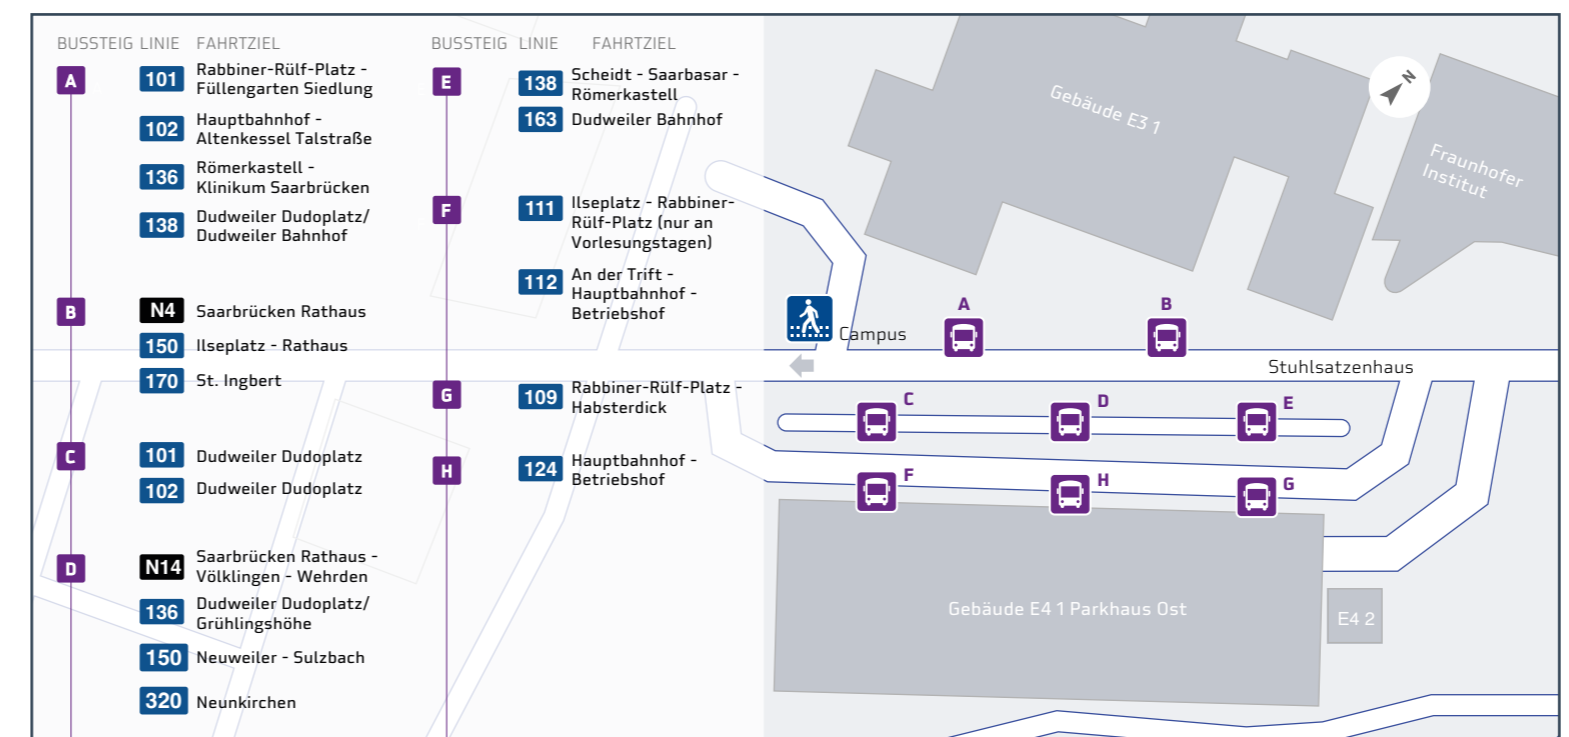 BUSSTEIG LINIE FAHRTZIEL
A
101 Rabbiner-Rülf-Platz -
Füllengarten Siedlung
102 Hauptbahnhof -
Altenkessel Talstraße
136 Römerkastell -
Klinikum Saarbrücken
138 Dudweiler Dudoplatz/
Dudweiler Bahnhof
B
N4 Saarbrücken Rathaus
150 Ilseplatz - Rathaus
170 St. Ingbert
C
101 Dudweiler Dudoplatz
102 Dudweiler Dudoplatz
D
N14 Saarbrücken Rathaus -
Völklingen - Wehrden
136 Dudweiler Dudoplatz/
Grühlingshöhe
150 Neuweiler - Sulzbach
320 Neunkirchen
BUSSTEIG LINIE FAHRTZIEL
E
138 Scheidt - Saarbasar -
Römerkastell
163 Dudweiler Bahnhof
F
111 Ilseplatz - Rabbiner-
Rülf-Platz (nur an
Vorlesungstagen)
112 An der Trift -
Hauptbahnhof -
Betriebshof
G
109 Rabbiner-Rülf-Platz -
Habsterdick
H
124 Hauptbahnhof -
Betriebshof
Gebäude E3 1
N
Fraunhofer
Institut
A
B
Campus
Stuhlsatzenhaus
C
D
E
F
H
G
Gebäude E4 1 Parkhaus Ost
E4 2